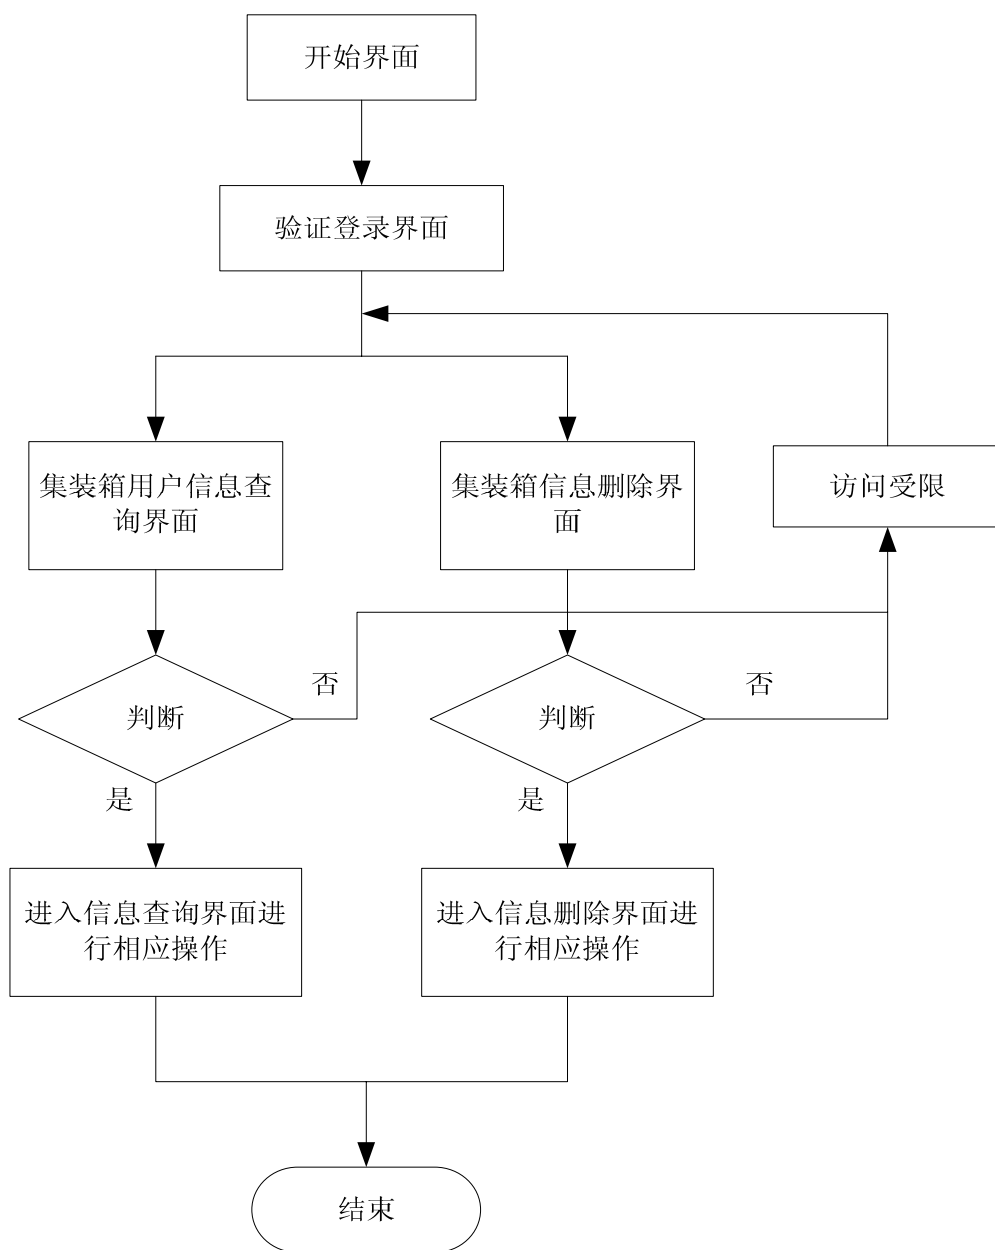 开始界面
验证登录界面
集装箱用户信息查
询界面
集装箱信息删除界
面
访问受限
否
否
判断
判断
是
是
进入信息查询界面进
行相应操作
进入信息删除界面进
行相应操作
结束